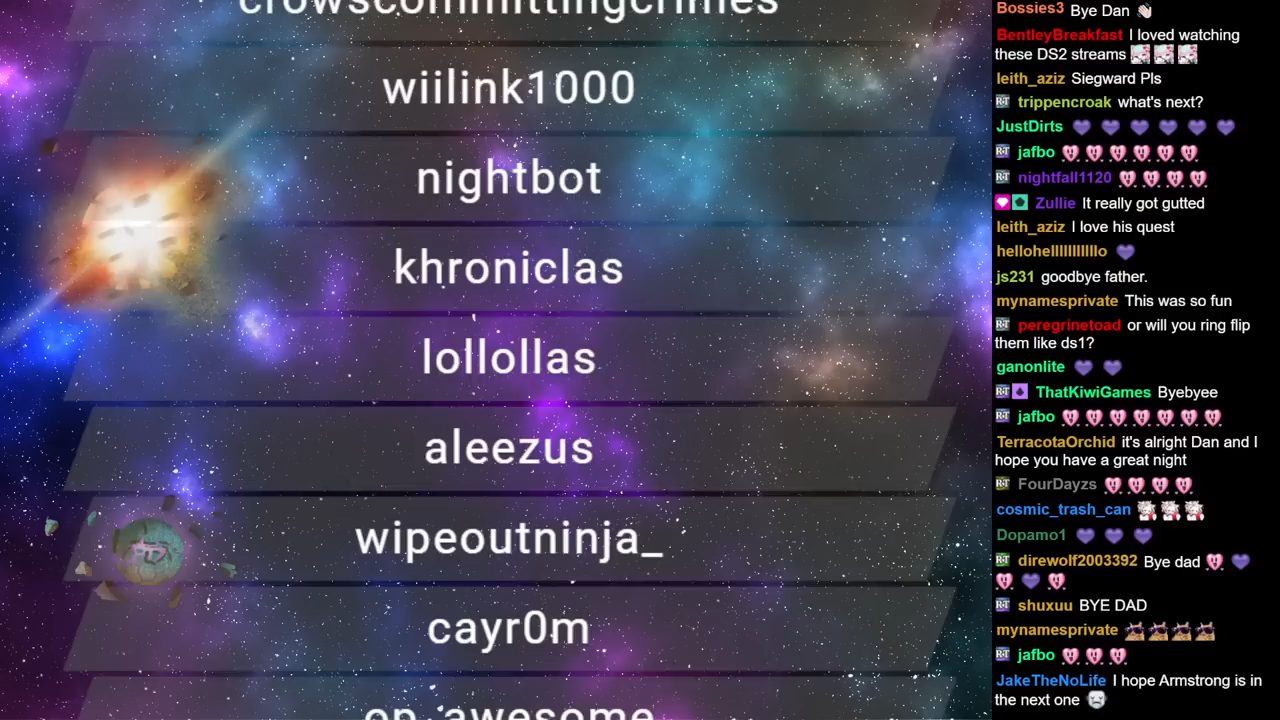 crowscommittingcrimes
wiilink1000
nightbot
khroniclas
lollollas
aleezus
wipeoutninja_
cayr0m
op_awesome
Bossies3 Bye Dan
BentleyBreakfast I loved watching
these DS2 streams
leith_aziz Siegward Pls
trippencroak what's next?
JustDirts
jafbo
nightfall1120
Zullie It really got gutted
leith_aziz I love his quest
hellohellllllllllo
js231 goodbye father.
mynamesprivate This was so fun
peregrinetoad or will you ring flip
them like ds1?
ganonlite
ThatKiwiGames Byebyee
jafbo
TerracotaOrchid it's alright Dan and I
hope you have a great night
FourDayzs
cosmic_trash_can
Dopamo1
direwolf2003392 Bye dad
shuxuu BYE DAD
mynamesprivate
jafbo
JakeTheNoLife I hope Armstrong is in
the next one